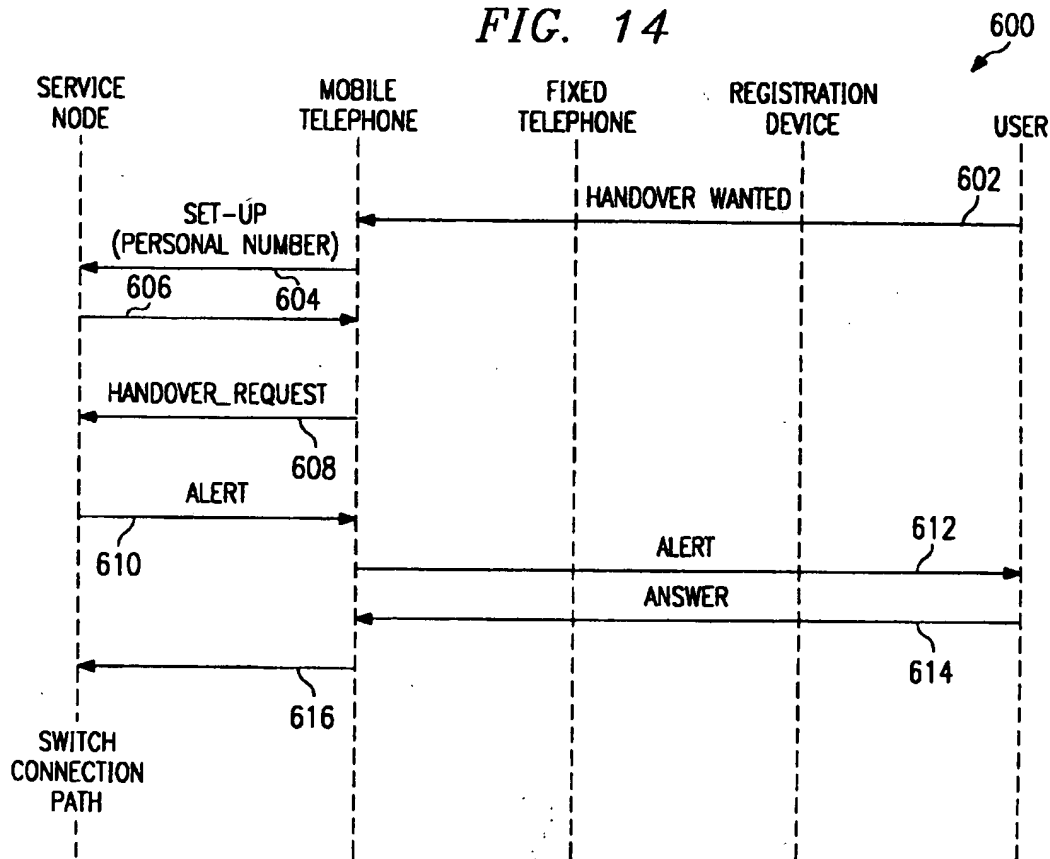 FIG. 14
600
SERVICE
NODE
MOBILE
TELEPHONE
FIXED
TELEPHONE
REGISTRATION
DEVICE
USER
602
HANDOVER WANTED
SET-UP
(PERSONAL NUMBER)
604
606
HANDOVER_REQUEST
608
ALERT
610
612
ALERT
ANSWER
614
616
SWITCH
CONNECTION
PATH